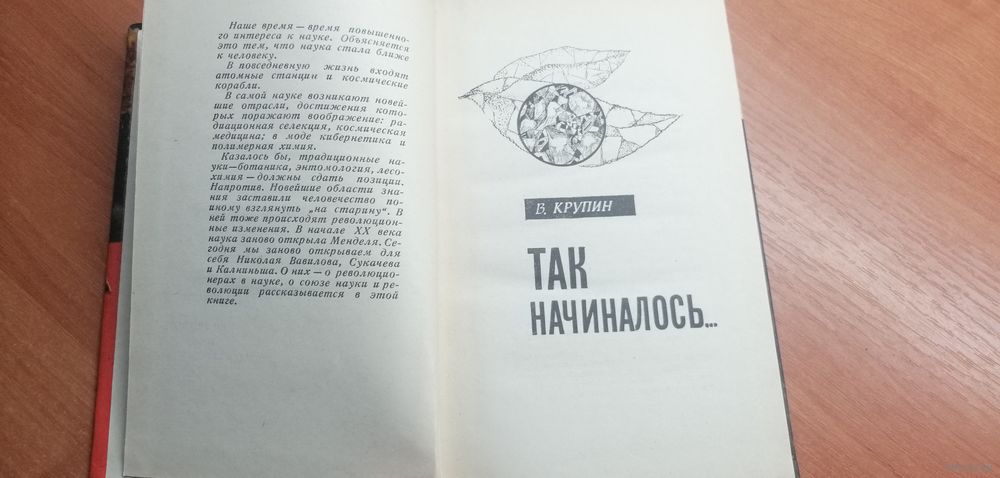 Наше время — время повышенно-
го интереса к науке. Объясняется
это тем, что наука стала ближе
к человеку.
В повседневную жизнь входят
атомные станции и космические
корабли.
В самой науке возникают новей-
шие отрасли, достижения кото-
рых поражают воображение: ра-
диационная селекция, космическая
медицина; в моде кибернетика и
полимерная химия.
Казалось бы, традиционные на-
уки—ботаника, энтомология, лесо-
химия — должны сдать позиции.
Напротив. Новейшие области зна-
ния заставили человечество по-
иному взглянуть „на старину“. В
ней тоже происходят революцион-
ные изменения. В начале XX века
наука заново открыла Менделя. Се-
годня мы заново открываем для
себя Николая Вавилова, Сукачева
и Калниньша. О них — о революцио-
нерах в науке, о союзе науки и ре-
волюции рассказывается в этой
книге.
В. КРУПИН
ТАК
НАЧИНАЛОСЬ...